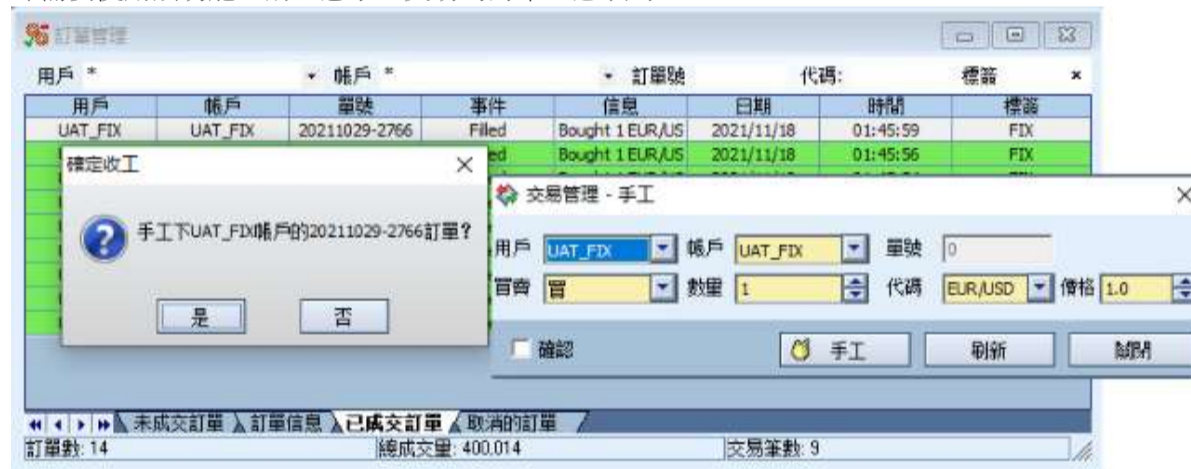 訂單管理
用戶 * 帳戶 * 訂單號 代碼: 標簽
用戶 帳戶 單號 事件 信息 日期 時間 標簽
UAT_FIX UAT_FIX 20211029-2766 Filled Bought 1 EUR/US 2021/11/18 01:45:59 FIX
Bought 1 EUR/US 2021/11/18 01:45:56 FIX
確定收工
手工下UAT_FIX帳戶的20211029-2766訂單?
是 否
交易管理 - 手工
用戶 UAT_FIX 帳戶 UAT_FIX 單號 0
買賣 買 數量 1 代碼 EUR/USD 價格 1.0
確認 手工 刷新 關閉
未成交訂單 訂單信息 已成交訂單 取消的訂單
訂單數: 14 總成交量: 400.014 交易筆數: 9